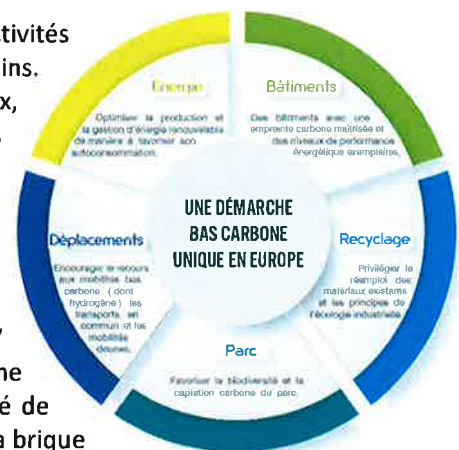 tivités
ins.
x,
Energie
Optimiser la production et
la gestion d'énergie renouvelable
de manière à favoriser son
autoconsommation.
Bâtiments
Des bâtiments avec une
emprente carbone maitrisée et
des niveaux de performance
énergétique exemplaires.
UNE DÉMARCHE
BAS CARBONE
UNIQUE EN EUROPE
Déplacements
Encourager le recours
aux mobilités bas
carbone (dont
hydrogène) les
transports en
commun et les
mobilités
douces.
Recyclage
Privilégier le
réemploi des
matériaux existants
et les principes de
l'écologie industrielle.
Parc
Favoriser la biodiversité et la
captation carbone du parc.
,
ne
é de
a brique